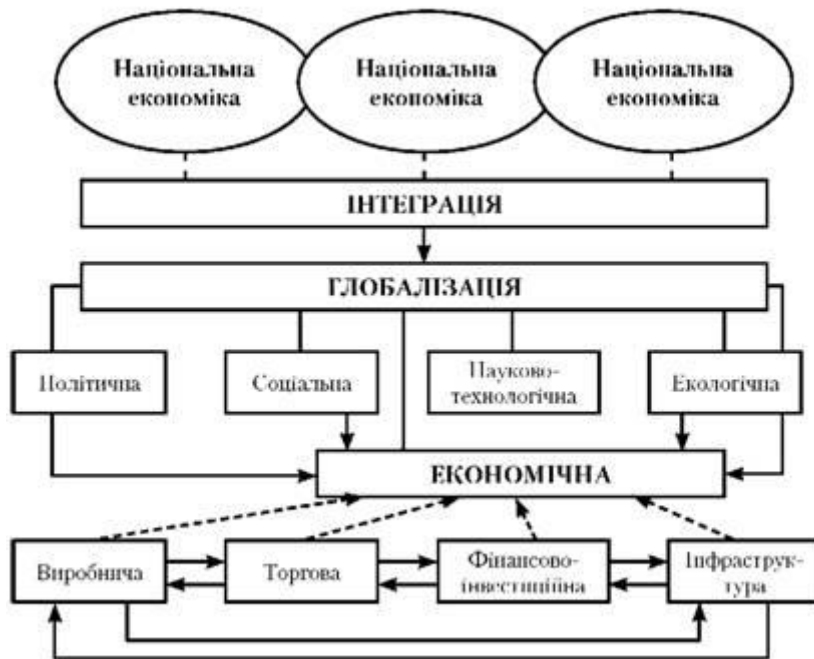 Національна
економіка
Національна
економіка
Національна
економіка
ІНТЕГРАЦІЯ
ГЛОБАЛІЗАЦІЯ
Політична
Соціальна
Науково-
технологічна
Екологічна
ЕКОНОМІЧНА
Виробнича
Торгова
Фінансово-
інвестиційна
Інфраструк-
тура